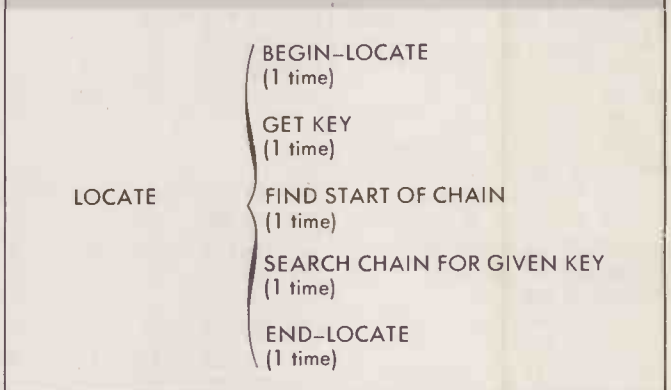 BEGIN–LOCATE
(1 time)
GET KEY
(1 time)
LOCATE
FIND START OF CHAIN
(1 time)
SEARCH CHAIN FOR GIVEN KEY
(1 time)
END–LOCATE
(1 time)